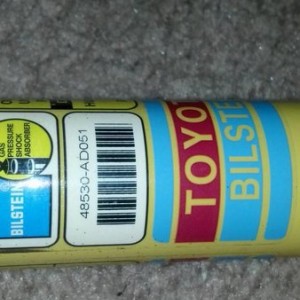 GAS
PRESSURE
SHOCK
ABSORBER
BILSTEIN
48530-AD051
TOYO
BILSTE